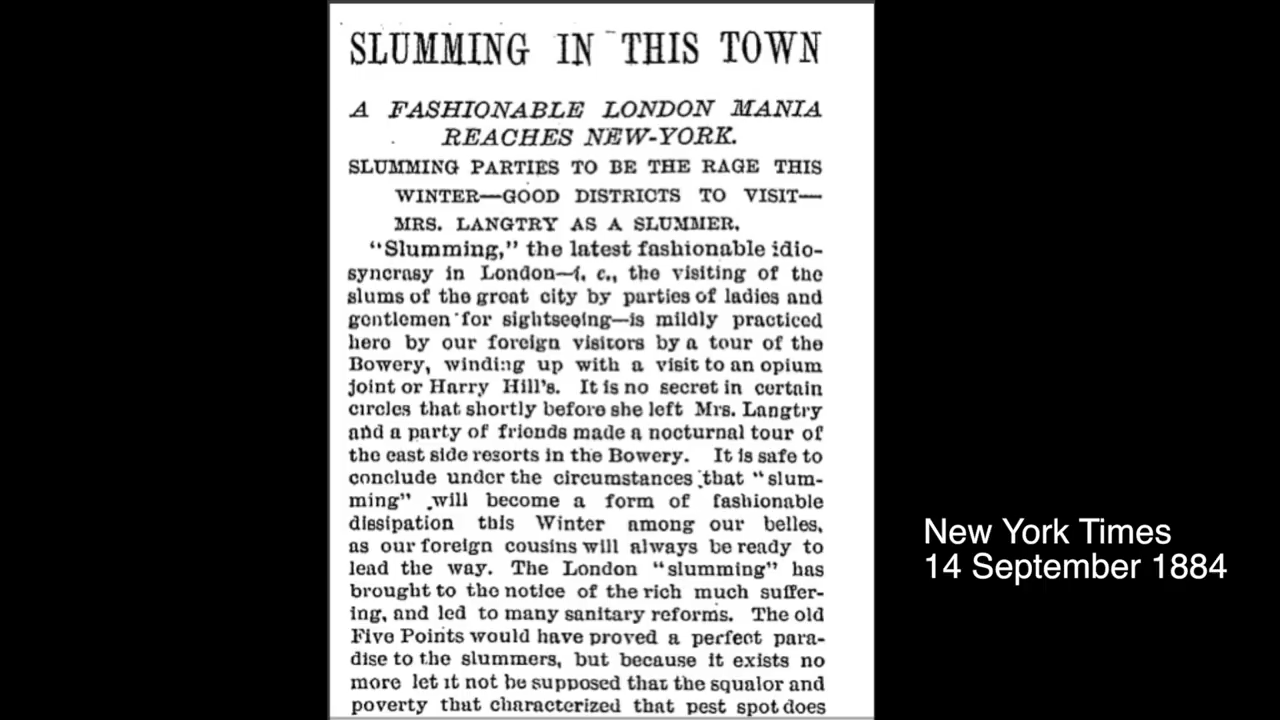 SLUMMING IN THIS TOWN
A FASHIONABLE LONDON MANIA
REACHES NEW-YORK.
SLUMMING PARTIES TO BE THE RAGE THIS
WINTER—GOOD DISTRICTS TO VISIT—
MRS. LANGTRY AS A SLUMMER.
"Slumming," the latest fashionable idio-
syncrasy in London—i. e., the visiting of the
slums of the great city by parties of ladies and
gentlemen for sightseeing—is mildly practiced
here by our foreign visitors by a tour of the
Bowery, winding up with a visit to an opium
joint or Harry Hill's. It is no secret in certain
circles that shortly before she left Mrs. Langtry
and a party of friends made a nocturnal tour of
the east side resorts in the Bowery. It is safe to
conclude under the circumstances that "slum-
ming" will become a form of fashionable
dissipation this Winter among our belles,
as our foreign cousins will always be ready to
lead the way. The London "slumming" has
brought to the notice of the rich much suffer-
ing, and led to many sanitary reforms. The old
Five Points would have proved a perfect para-
dise to the slummers, but because it exists no
more let it not be supposed that the squalor and
poverty that characterized that pest spot does
New York Times
14 September 1884